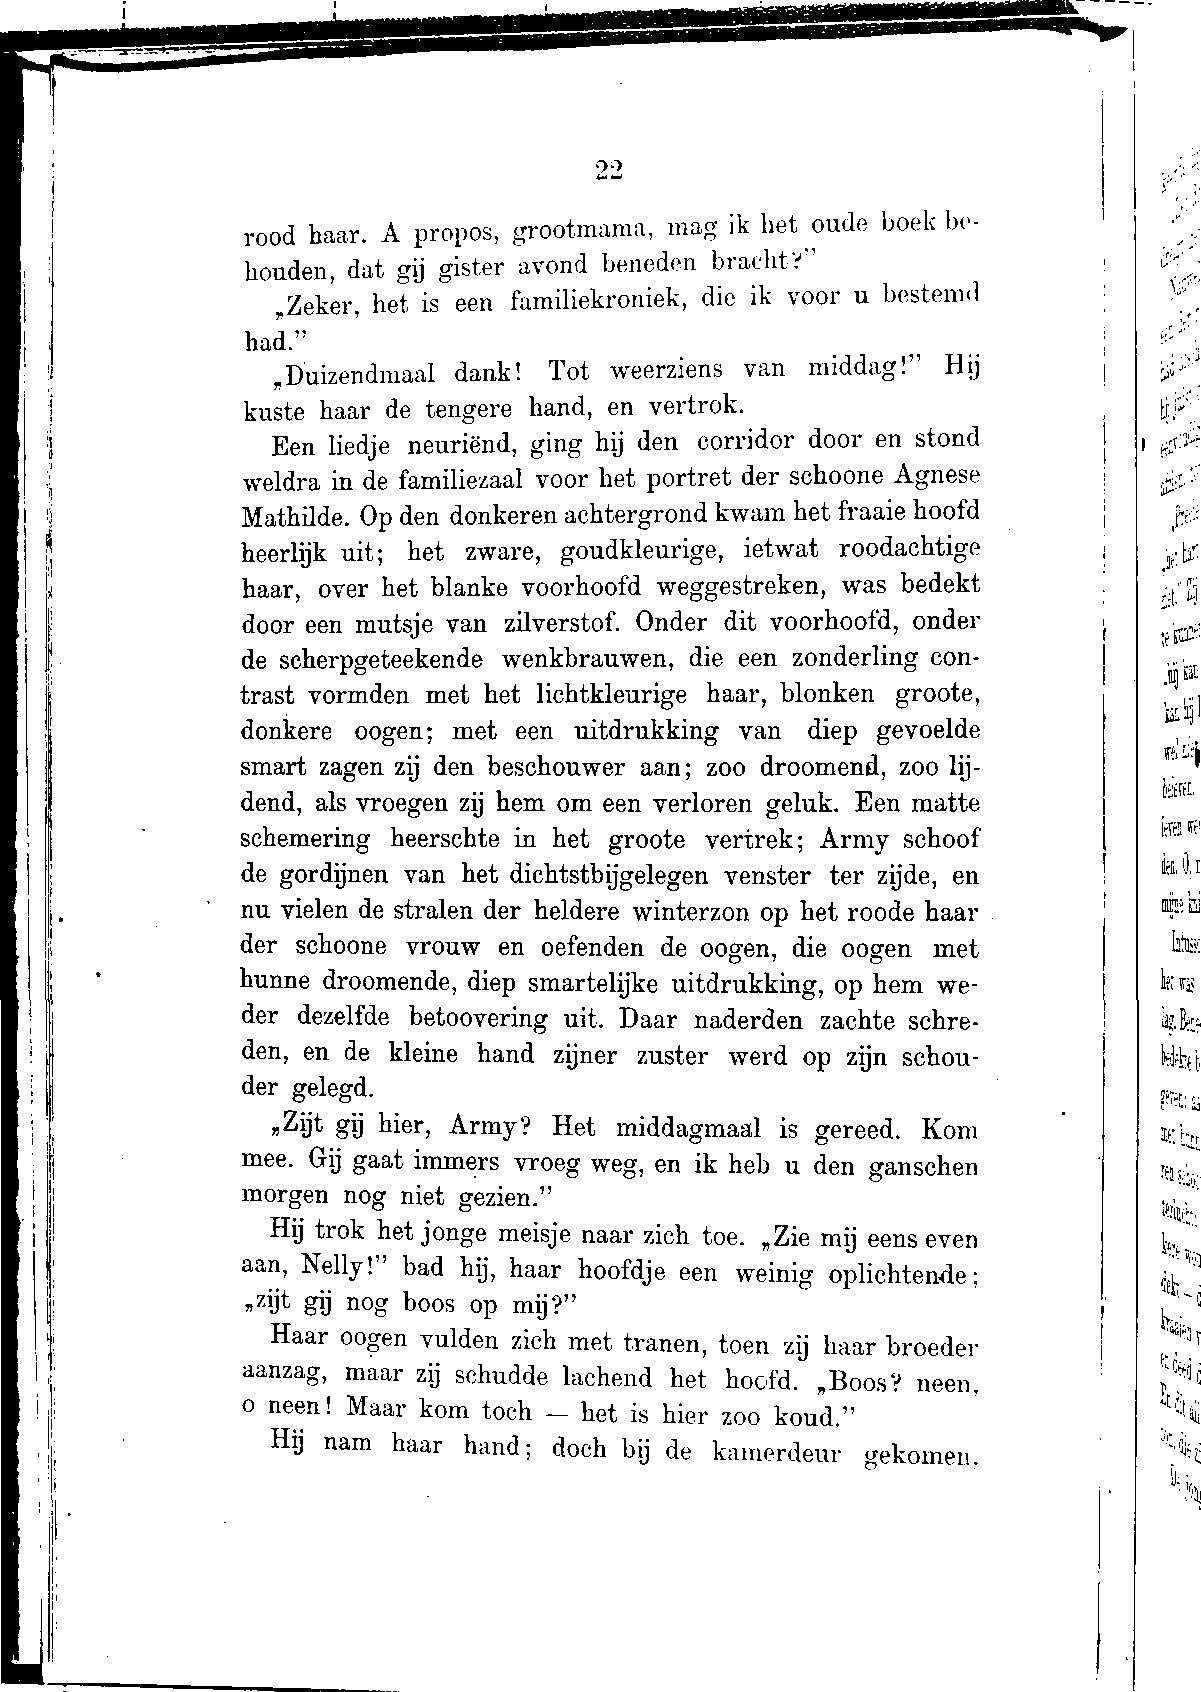 22
rood haar. A propos, grootmama, mag ik het oude boek be-
houden, dat gij gister avond beneden bracht?”
„Zeker, het is een familiekroniek, die ik voor u bestemd
had.”
„Duizendmaal dank! Tot weerziens van middag!” Hij
kuste haar de tengere hand, en vertrok.
Een liedje neuriënd, ging hij den corridor door en stond
weldra in de familiezaal voor het portret der schoone Agnese
Mathilde. Op den donkeren achtergrond kwam het fraaie hoofd
heerlijk uit; het zware, goudkleurige, ietwat roodachtige
haar, over het blanke voorhoofd weggestreken, was bedekt
door een mutsje van zilverstof. Onder dit voorhoofd, onder
de scherpgeteekende wenkbrauwen, die een zonderling con-
trast vormden met het lichtkleurige haar, blonken groote,
donkere oogen; met een uitdrukking van diep gevoelde
smart zagen zij den beschouwer aan; zoo droomend, zoo lij-
dend, als vroegen zij hem om een verloren geluk. Een matte
schemering heerschte in het groote vertrek; Army schoof
de gordijnen van het dichtstbijgelegen venster ter zijde, en
nu vielen de stralen der heldere winterzon op het roode haar
der schoone vrouw en oefenden de oogen, die oogen met
hunne droomende, diep smartelijke uitdrukking, op hem we-
der dezelfde betoovering uit. Daar naderden zachte schre-
den, en de kleine hand zijner zuster werd op zijn schou-
der gelegd.
„Zijt gij hier, Army? Het middagmaal is gereed. Kom
mee. Gij gaat immers vroeg weg, en ik heb u den ganschen
morgen nog niet gezien.”
Hij trok het jonge meisje naar zich toe. „Zie mij eens even
aan, Nelly!” bad hij, haar hoofdje een weinig oplichtende;
„zijt gij nog boos op mij?”
Haar oogen vulden zich met tranen, toen zij haar broeder
aanzag, maar zij schudde lachend het hoofd. „Boos? neen,
o neen! Maar kom toch — het is hier zoo koud.”
Hij nam haar hand; doch bij de kamerdeur gekomen,